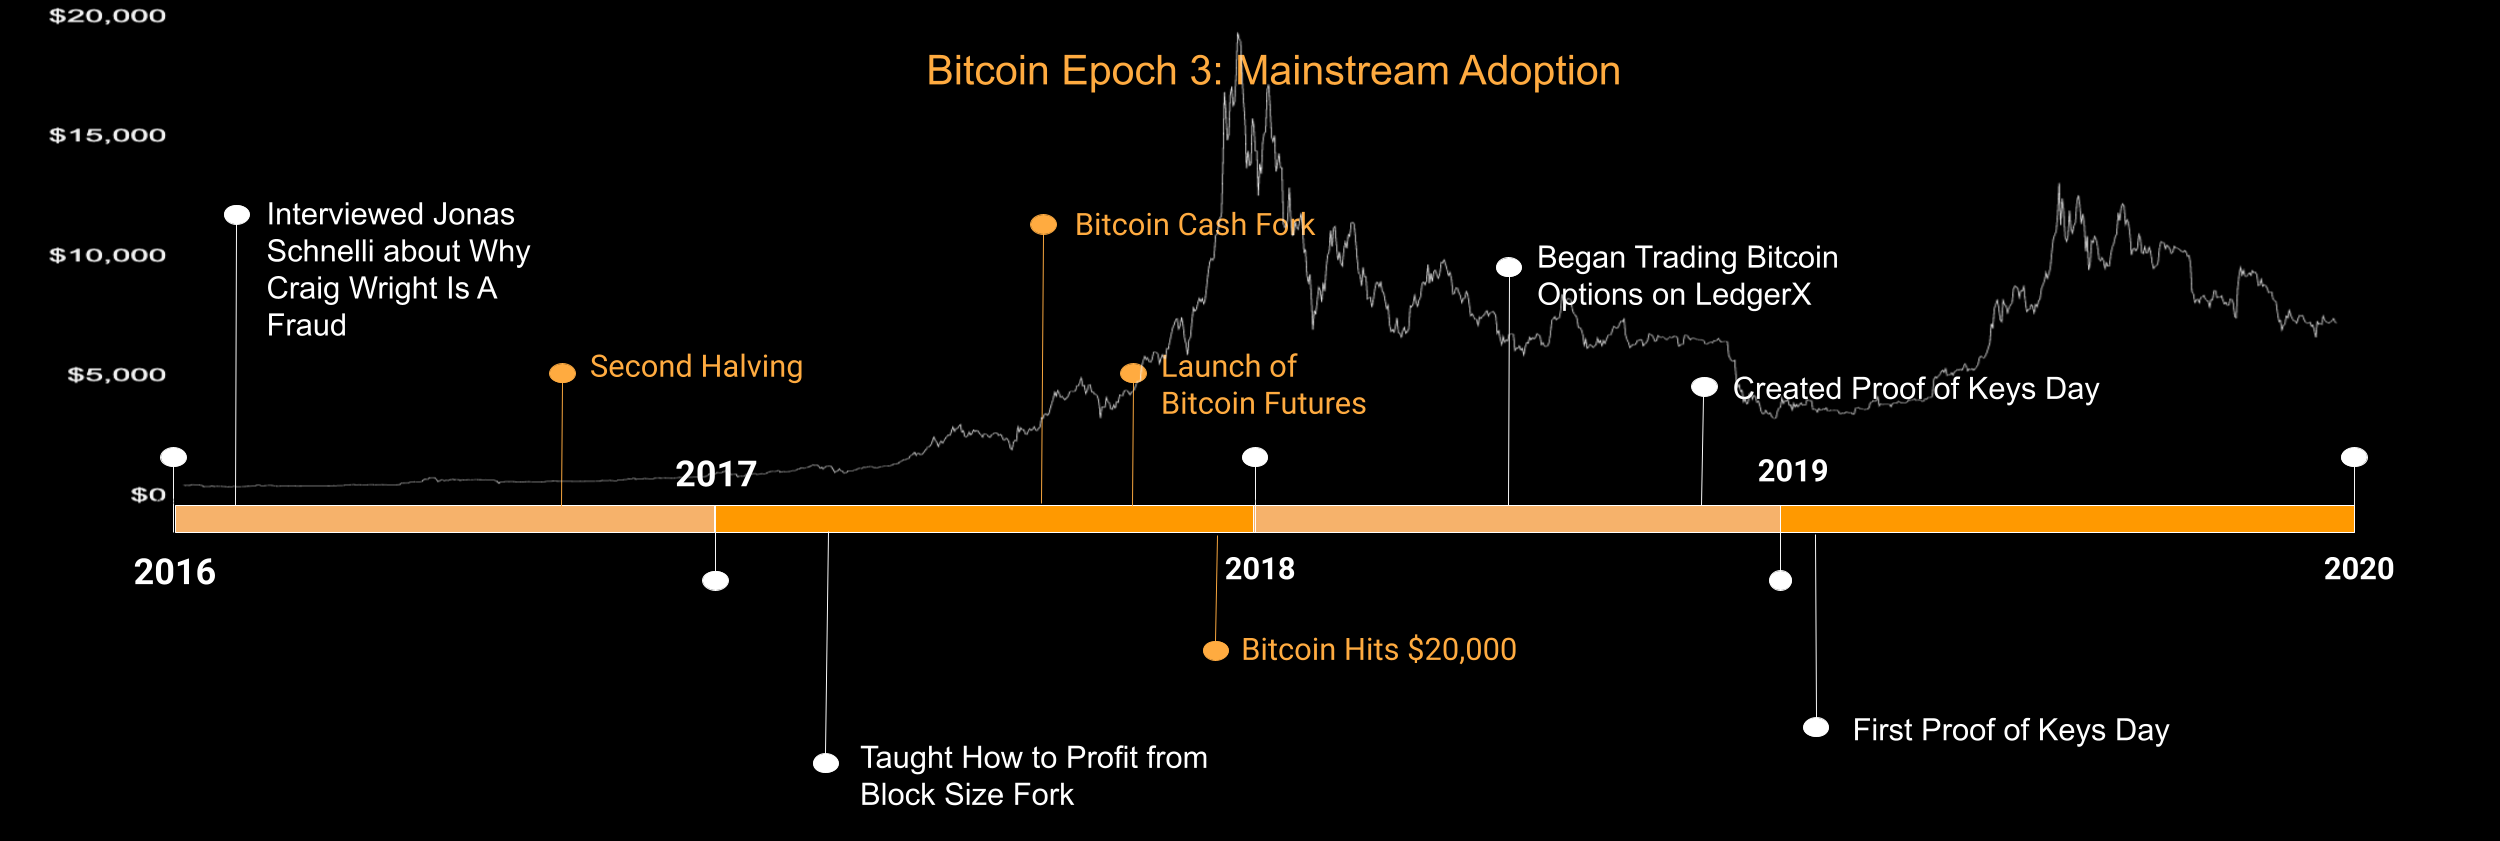 $20,000
Bitcoin Epoch 3: Mainstream Adoption
$15,000
$10,000
$5,000
$0
Interviewed Jonas
Schnelli about Why
Craig Wright Is A
Fraud
Second Halving
Bitcoin Cash Fork
Launch of
Bitcoin Futures
Began Trading Bitcoin
Options on LedgerX
Created Proof of Keys Day
2016
2017
2018
2019
2020
Bitcoin Hits $20,000
Taught How to Profit from
Block Size Fork
First Proof of Keys Day